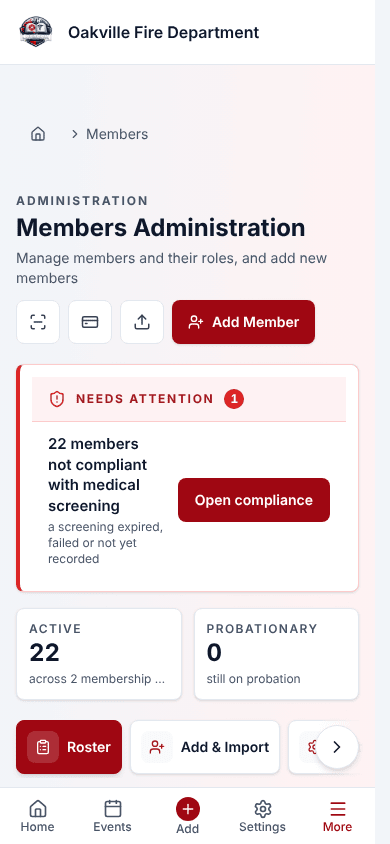 Oakville Fire Department
Members
ADMINISTRATION
Members Administration
Manage members and their roles, and add new
members
Add Member
NEEDS ATTENTION 1
22 members
not compliant
with medical
screening
a screening expired,
failed or not yet
recorded
Open compliance
ACTIVE
22
across 2 membership ...
PROBATIONARY
0
still on probation
Roster
Add & Import
Home
Events
Add
Settings
More